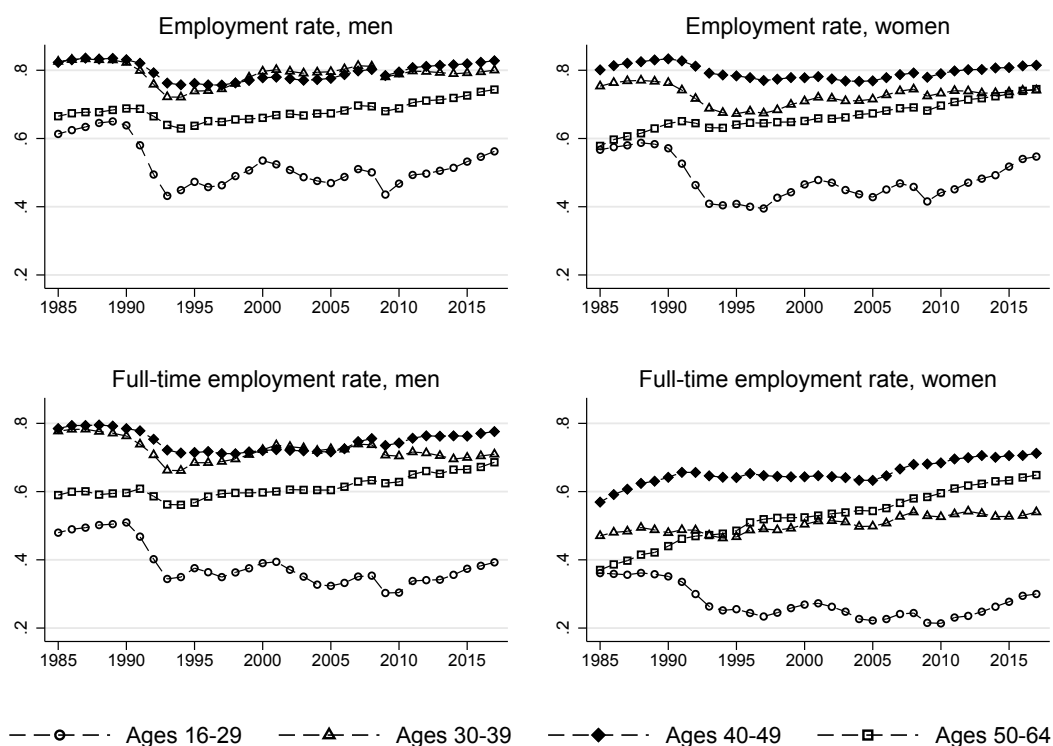 Employment rate, men
.8
.6
.4
.2
1985 1990 1995 2000 2005 2010 2015
Employment rate, women
.8
.6
.4
.2
1985 1990 1995 2000 2005 2010 2015
Full-time employment rate, men
.8
.6
.4
.2
1985 1990 1995 2000 2005 2010 2015
Full-time employment rate, women
.8
.6
.4
.2
1985 1990 1995 2000 2005 2010 2015
Ages 16-29 Ages 30-39 Ages 40-49 Ages 50-64